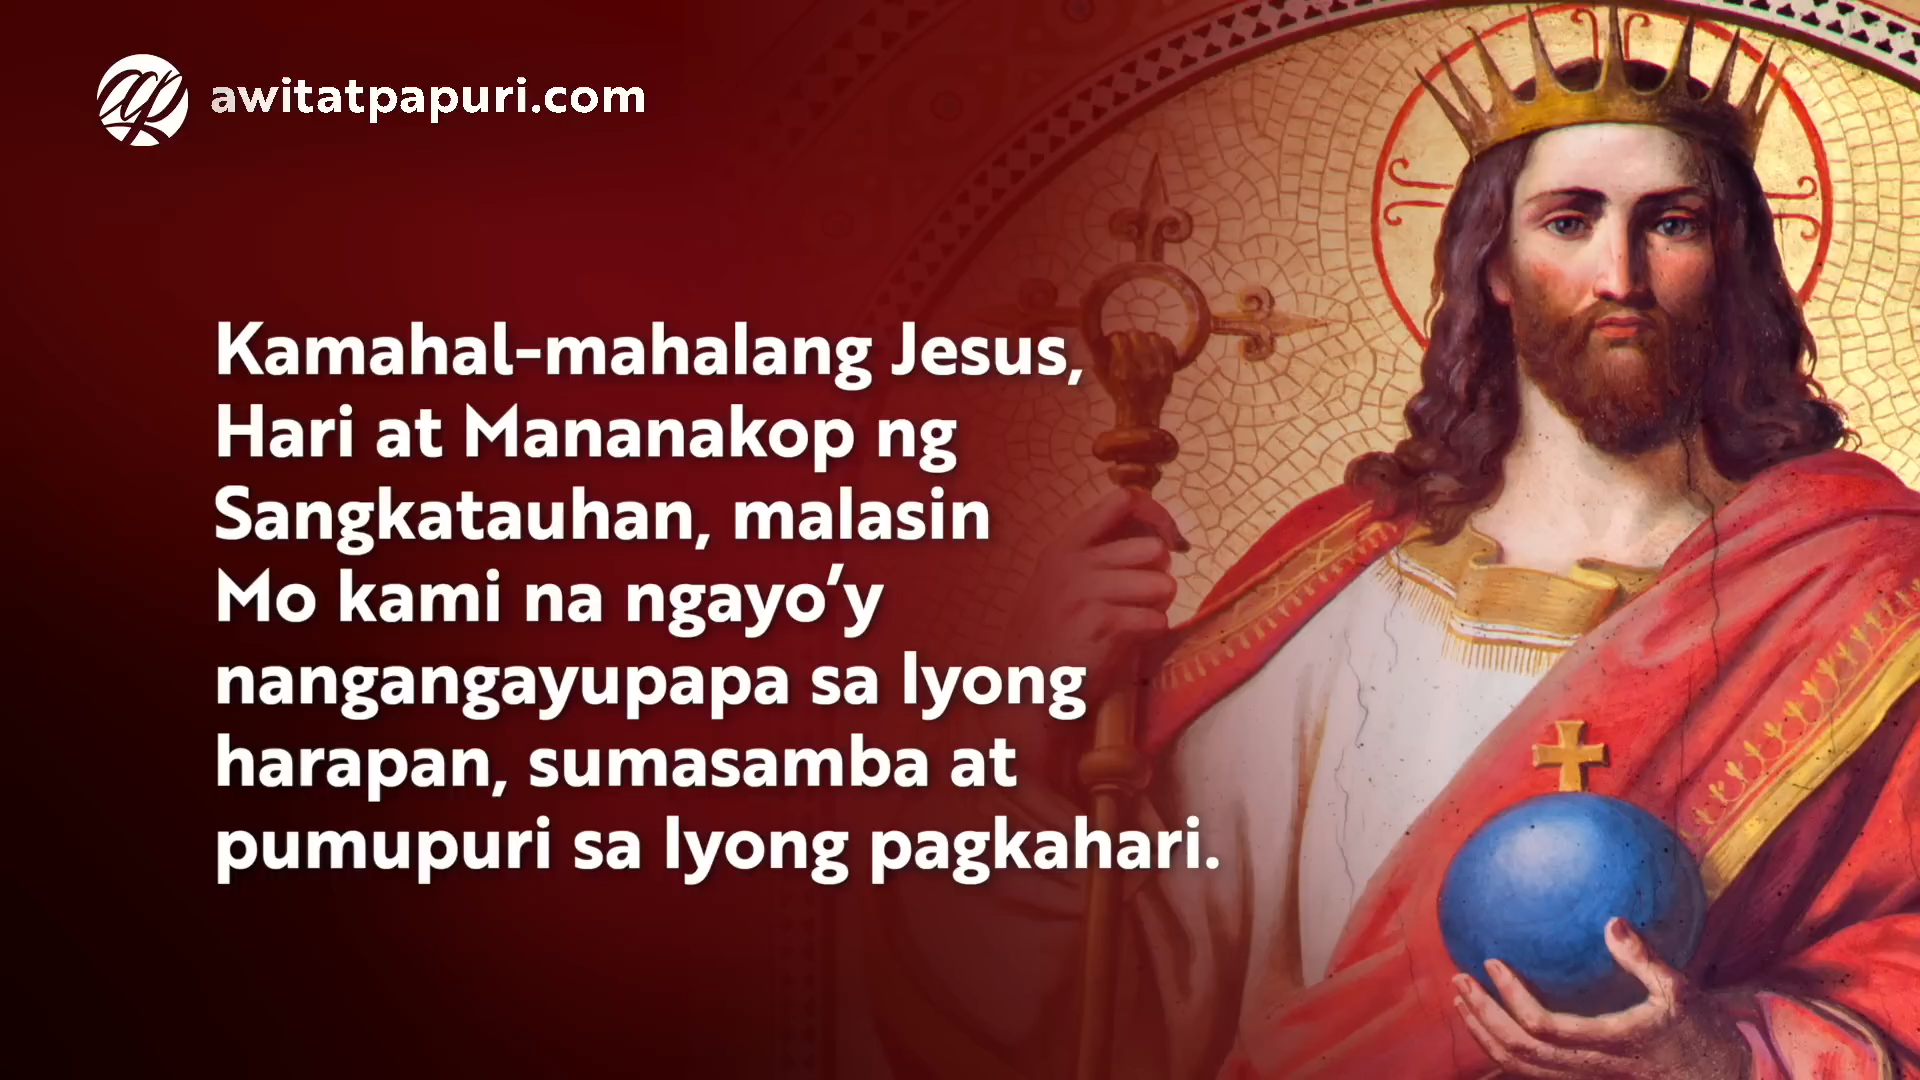 awitatpapuri.com
Kamahal-mahalang Jesus,
Hari at Mananakop ng
Sangkatauhan, malasin
Mo kami na ngayo’y
nangangayupapa sa Iyong
harapan, sumasamba at
pumupuri sa Iyong pagkahari.